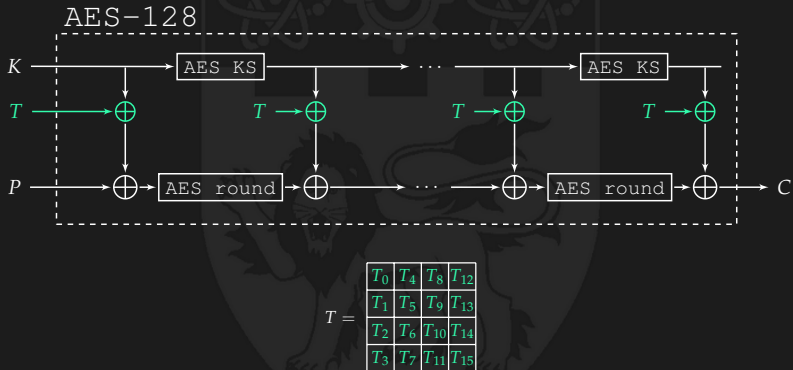 AES-128
K AES KS ··· AES KS
T T T T
P AES round ··· AES round C
T0 T4 T8 T12
T1 T5 T9 T13
T =
T2 T6 T10 T14
T3 T7 T11 T15